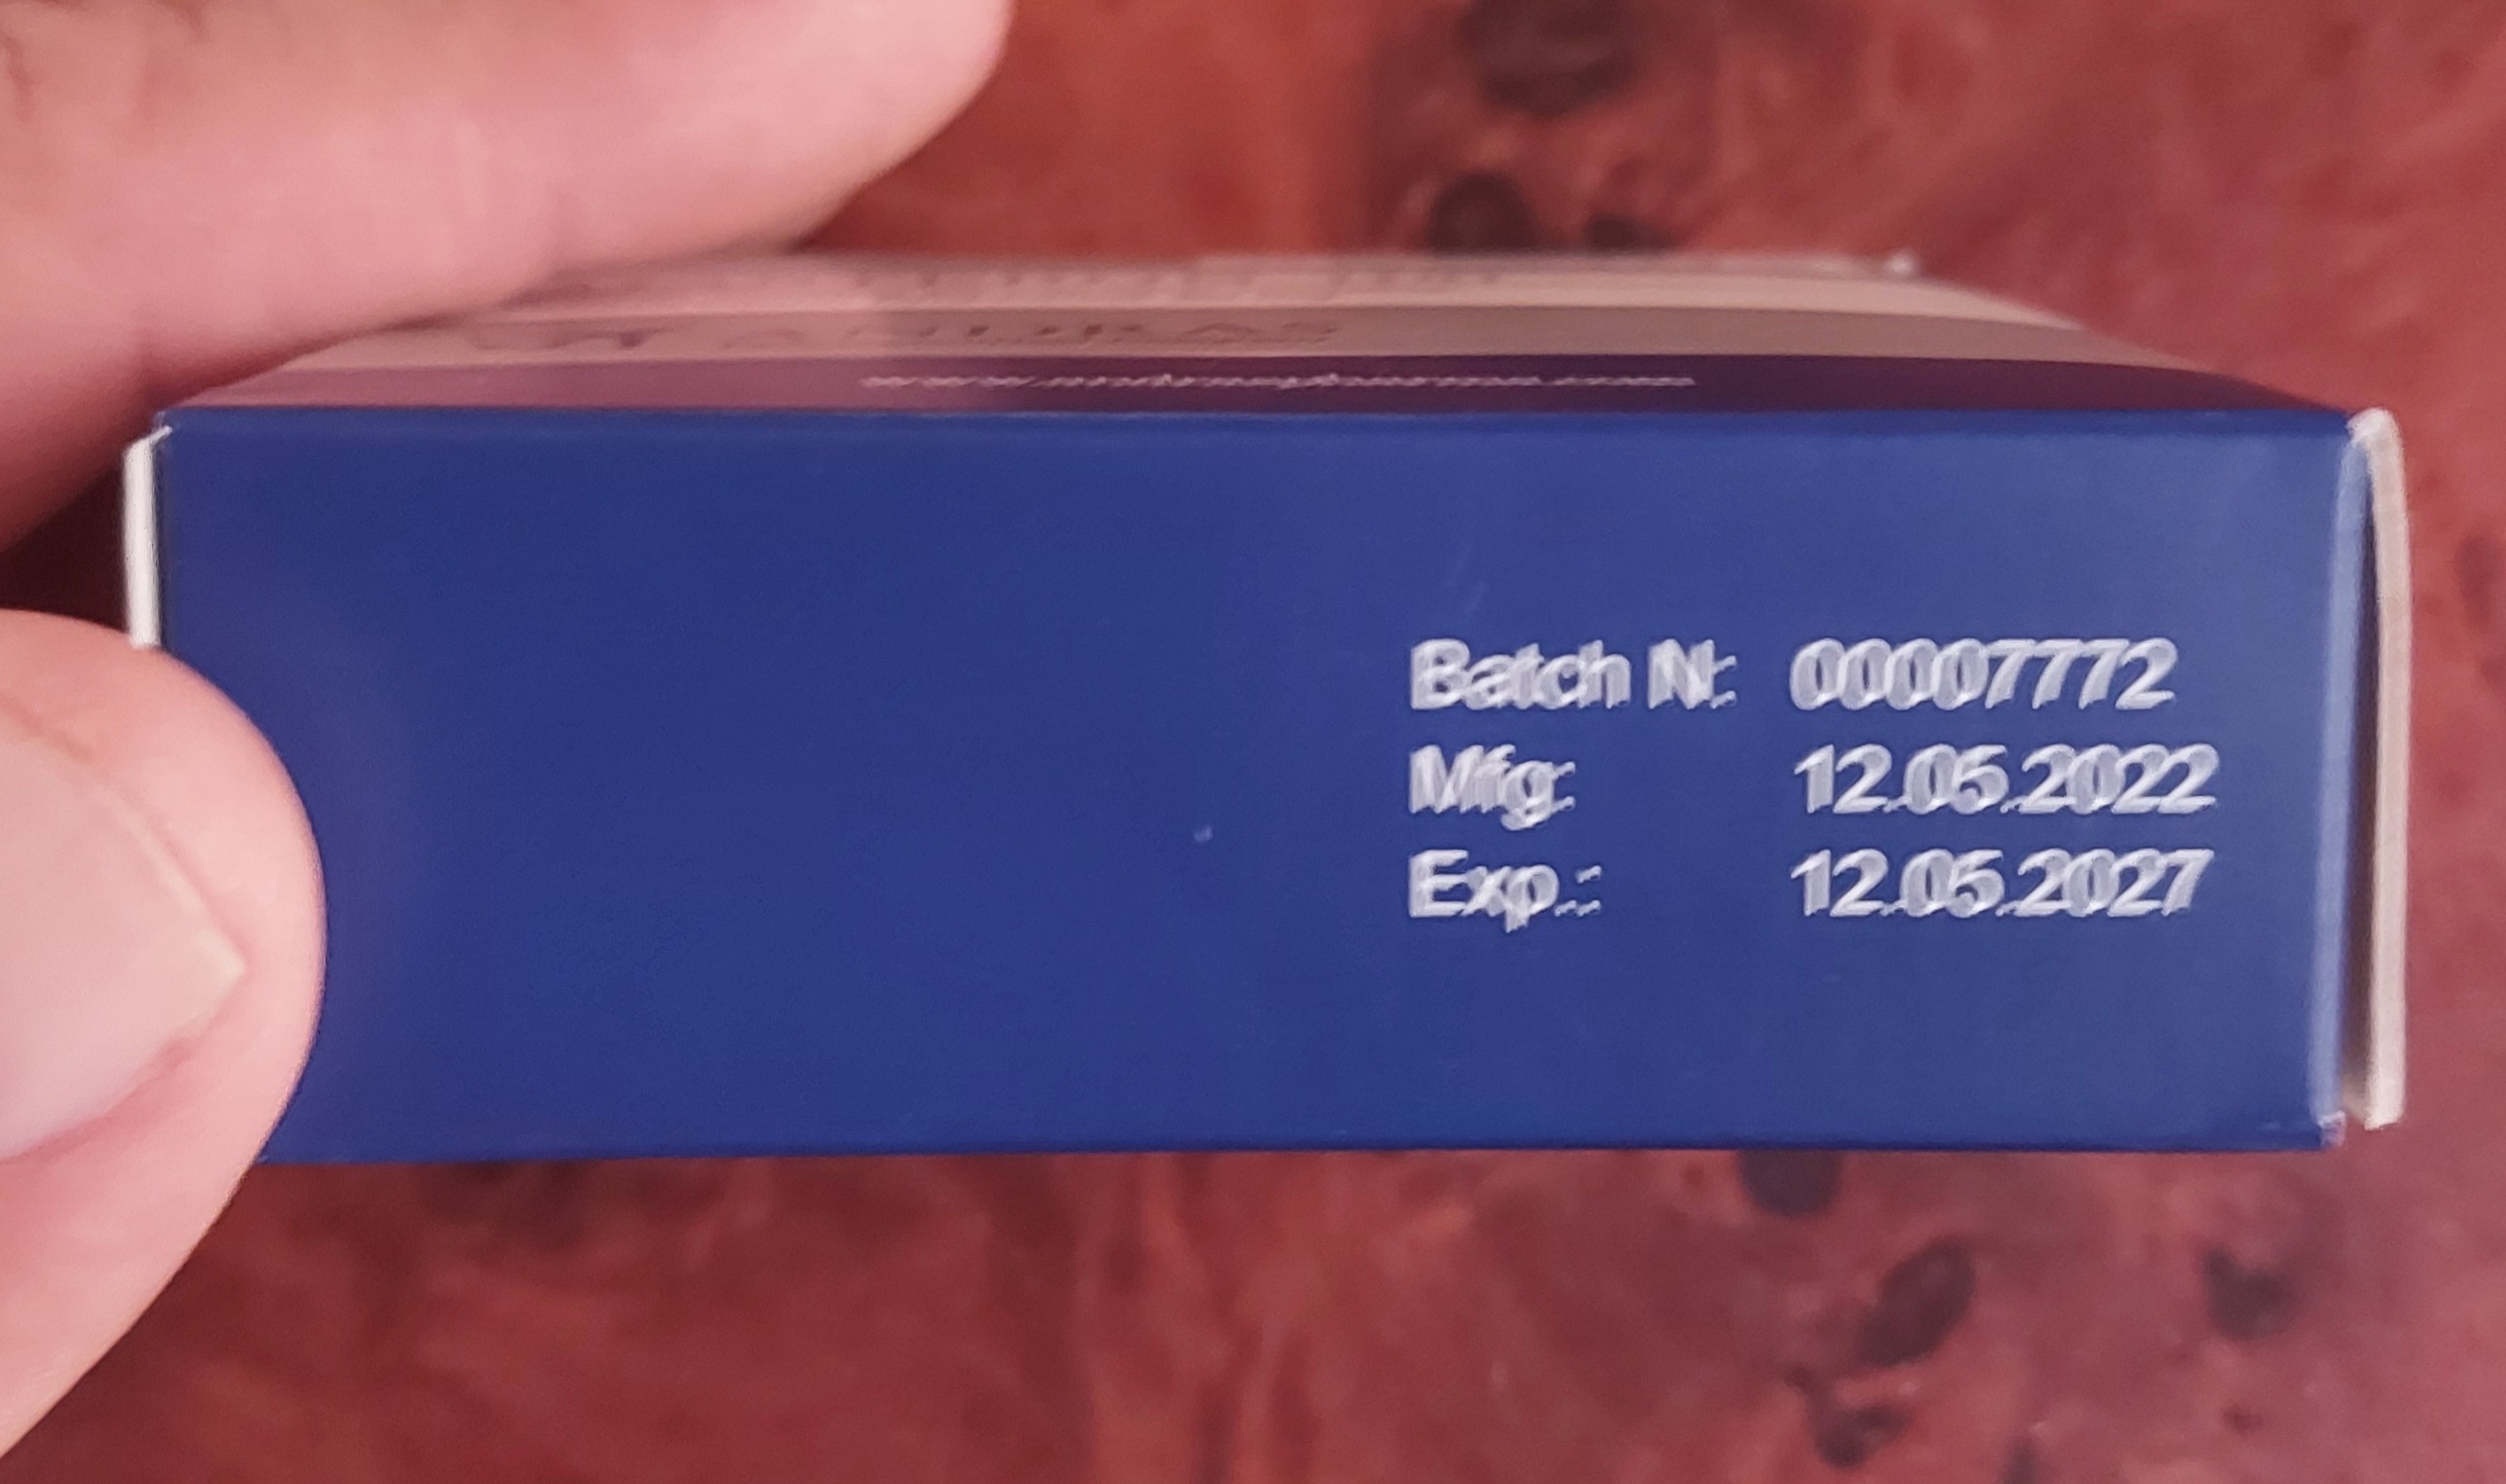 Batch N: 00007772
Mfg: 12.05.2022
Exp.: 12.05.2027